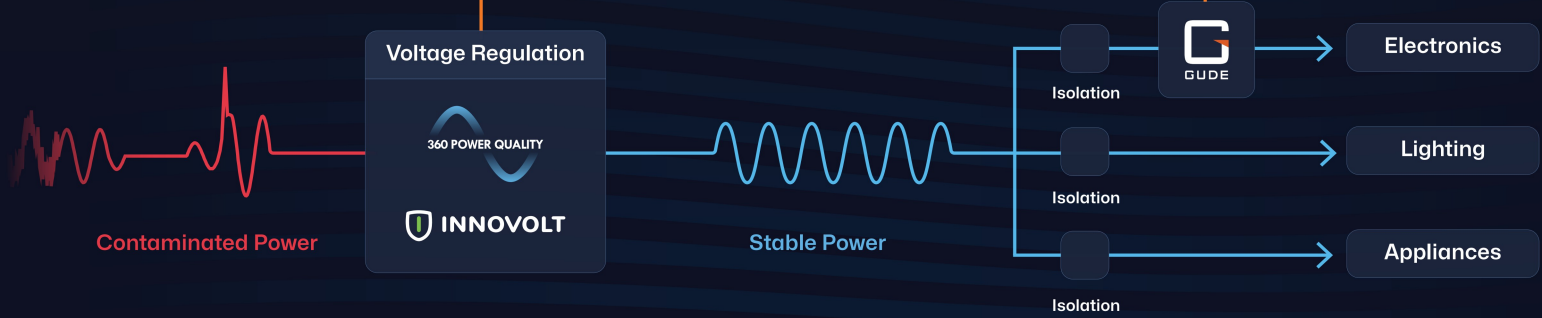 Voltage Regulation
360 POWER QUALITY
INNOVOLT
Contaminated Power
Stable Power
Isolation
GUDE
Electronics
Isolation
Lighting
Isolation
Appliances